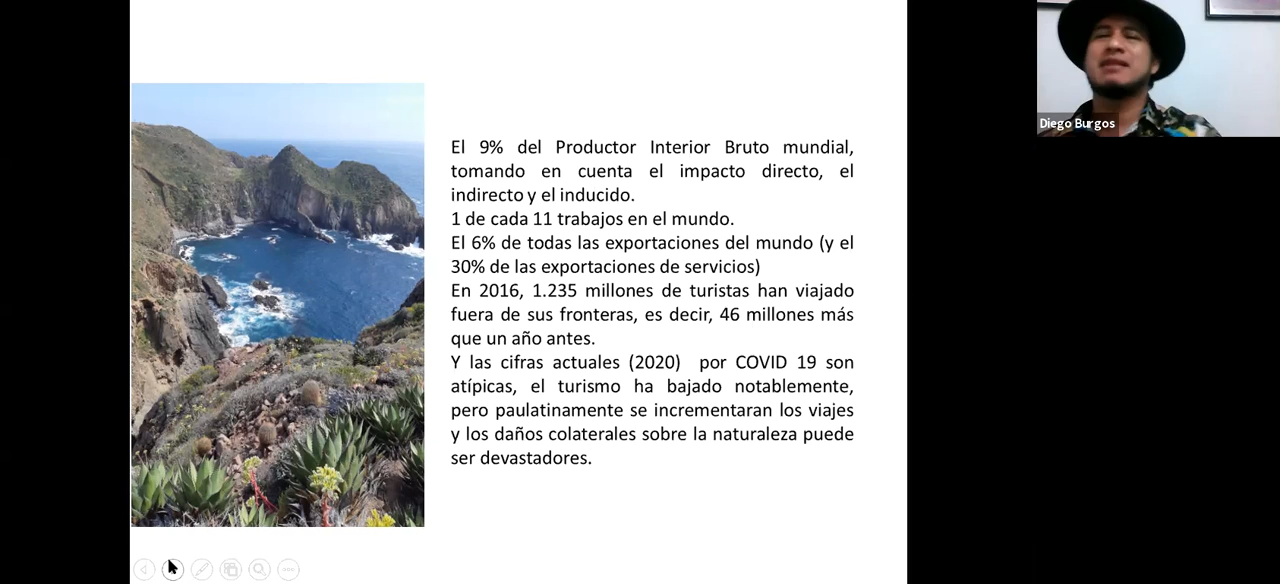 El 9% del Productor Interior Bruto mundial,
tomando en cuenta el impacto directo, el
indirecto y el inducido.
1 de cada 11 trabajos en el mundo.
El 6% de todas las exportaciones del mundo (y el
30% de las exportaciones de servicios)
En 2016, 1.235 millones de turistas han viajado
fuera de sus fronteras, es decir, 46 millones más
que un año antes.
Y las cifras actuales (2020) por COVID 19 son
atípicas, el turismo ha bajado notablemente,
pero paulatinamente se incrementaran los viajes
y los daños colaterales sobre la naturaleza puede
ser devastadores.
Diego Burgos